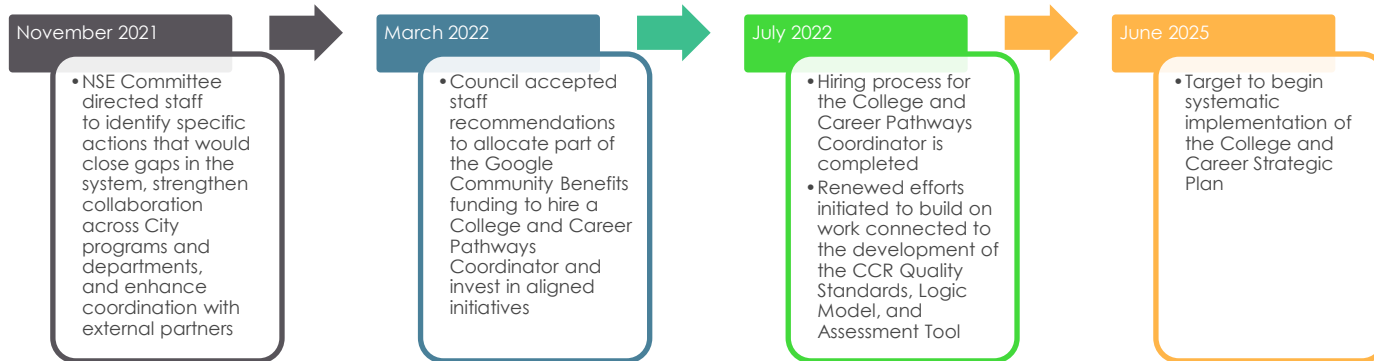 November 2021
•NSE Committee
directed staff
to identify specific
actions that would
close gaps in the
system, strengthen
collaboration
across City
programs and
departments,
and enhance
coordination with
external partners
March 2022
•Council accepted
staff
recommendations
to allocate part of
the Google
Community Benefits
funding to hire a
College and Career
Pathways
Coordinator and
invest in aligned
initiatives
July 2022
•Hiring process for
the College and
Career Pathways
Coordinator is
completed
•Renewed efforts
initiated to build on
work connected to
the development of
the CCR Quality
Standards, Logic
Model, and
Assessment Tool
June 2025
•Target to begin
systematic
implementation of
the College and
Career Strategic
Plan